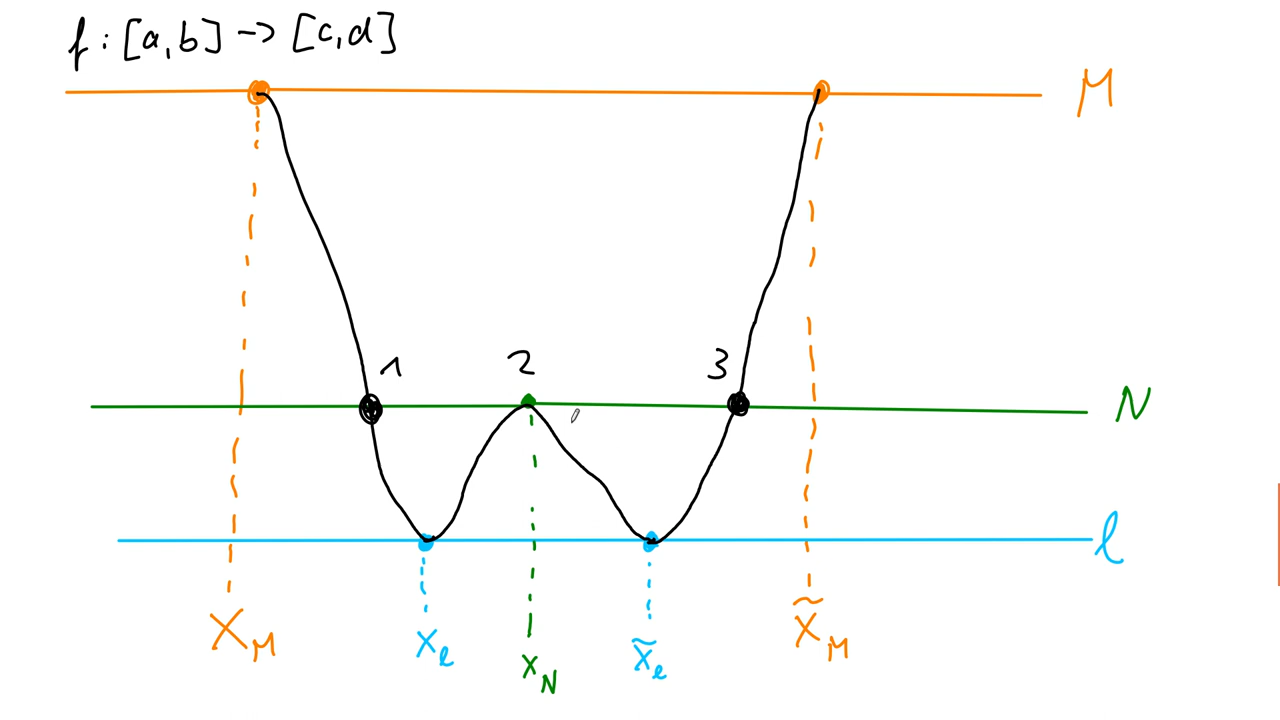 f : [a,b] -> [c,d]
M
1 2 3
N
l
X_M x_l x_N x̃_l x̃_M